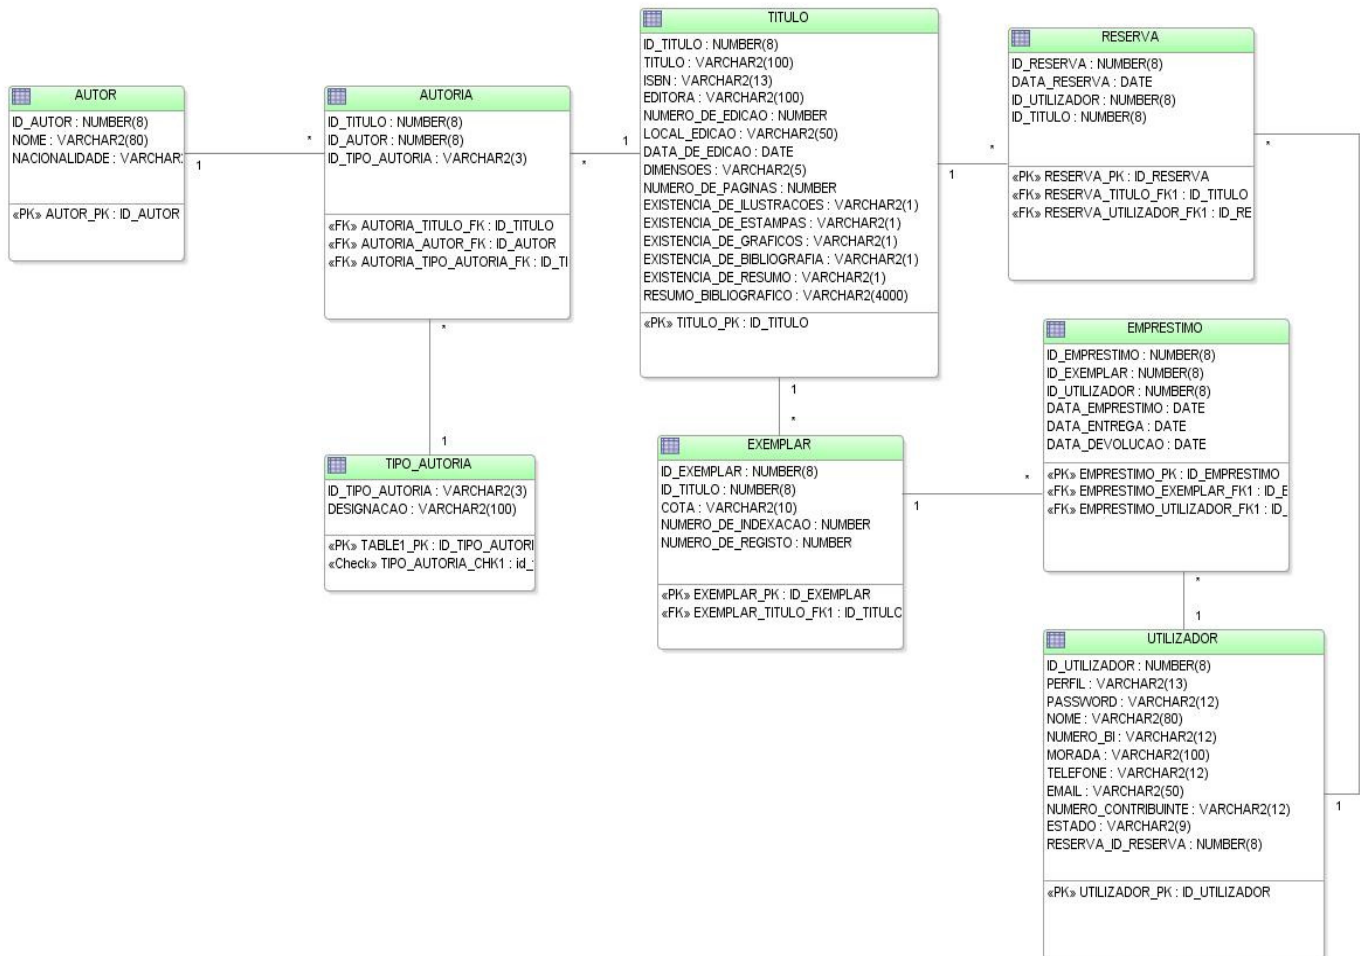 AUTOR
ID_AUTOR : NUMBER(8)
NOME : VARCHAR2(80)
NACIONALIDADE : VARCHAR2
«PK» AUTOR_PK : ID_AUTOR
1
*
AUTORIA
ID_TITULO : NUMBER(8)
ID_AUTOR : NUMBER(8)
ID_TIPO_AUTORIA : VARCHAR2(3)
«FK» AUTORIA_TITULO_FK : ID_TITULO
«FK» AUTORIA_AUTOR_FK : ID_AUTOR
«FK» AUTORIA_TIPO_AUTORIA_FK : ID_TI
*
1
*
1
TIPO_AUTORIA
ID_TIPO_AUTORIA : VARCHAR2(3)
DESIGNACAO : VARCHAR2(100)
«PK» TABLE1_PK : ID_TIPO_AUTORI
«Check» TIPO_AUTORIA_CHK1 : id_
TITULO
ID_TITULO : NUMBER(8)
TITULO : VARCHAR2(100)
ISBN : VARCHAR2(13)
EDITORA : VARCHAR2(100)
NUMERO_DE_EDICAO : NUMBER
LOCAL_EDICAO : VARCHAR2(50)
DATA_DE_EDICAO : DATE
DIMENSOES : VARCHAR2(5)
NUMERO_DE_PAGINAS : NUMBER
EXISTENCIA_DE_ILUSTRACOES : VARCHAR2(1)
EXISTENCIA_DE_ESTAMPAS : VARCHAR2(1)
EXISTENCIA_DE_GRAFICOS : VARCHAR2(1)
EXISTENCIA_DE_BIBLIOGRAFIA : VARCHAR2(1)
EXISTENCIA_DE_RESUMO : VARCHAR2(1)
RESUMO_BIBLIOGRAFICO : VARCHAR2(4000)
«PK» TITULO_PK : ID_TITULO
1
*
1
*
RESERVA
ID_RESERVA : NUMBER(8)
DATA_RESERVA : DATE
ID_UTILIZADOR : NUMBER(8)
ID_TITULO : NUMBER(8)
«PK» RESERVA_PK : ID_RESERVA
«FK» RESERVA_TITULO_FK1 : ID_TITULO
«FK» RESERVA_UTILIZADOR_FK1 : ID_RE
*
EXEMPLAR
ID_EXEMPLAR : NUMBER(8)
ID_TITULO : NUMBER(8)
COTA : VARCHAR2(10)
NUMERO_DE_INDEXACAO : NUMBER
NUMERO_DE_REGISTO : NUMBER
«PK» EXEMPLAR_PK : ID_EXEMPLAR
«FK» EXEMPLAR_TITULO_FK1 : ID_TITULO
1
*
EMPRESTIMO
ID_EMPRESTIMO : NUMBER(8)
ID_EXEMPLAR : NUMBER(8)
ID_UTILIZADOR : NUMBER(8)
DATA_EMPRESTIMO : DATE
DATA_ENTREGA : DATE
DATA_DEVOLUCAO : DATE
«PK» EMPRESTIMO_PK : ID_EMPRESTIMO
«FK» EMPRESTIMO_EXEMPLAR_FK1 : ID_E
«FK» EMPRESTIMO_UTILIZADOR_FK1 : ID_
*
1
UTILIZADOR
ID_UTILIZADOR : NUMBER(8)
PERFIL : VARCHAR2(13)
PASSWORD : VARCHAR2(12)
NOME : VARCHAR2(80)
NUMERO_BI : VARCHAR2(12)
MORADA : VARCHAR2(100)
TELEFONE : VARCHAR2(12)
EMAIL : VARCHAR2(50)
NUMERO_CONTRIBUINTE : VARCHAR2(12)
ESTADO : VARCHAR2(9)
RESERVA_ID_RESERVA : NUMBER(8)
«PK» UTILIZADOR_PK : ID_UTILIZADOR
1